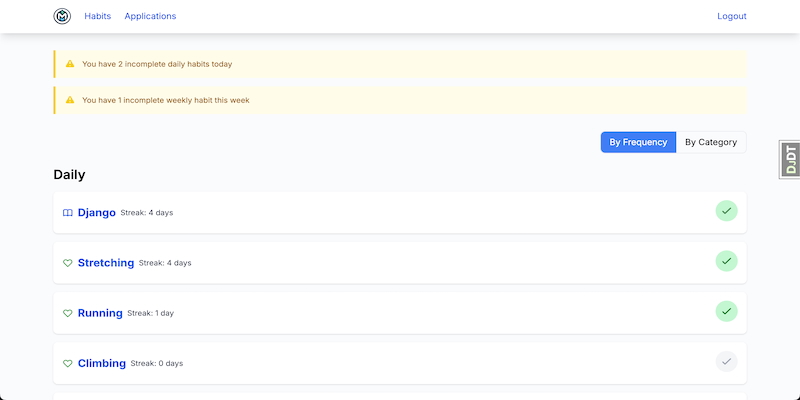 Habits Applications Logout
You have 2 incomplete daily habits today
You have 1 incomplete weekly habit this week
By Frequency By Category
DJDT
Daily
Django Streak: 4 days
Stretching Streak: 4 days
Running Streak: 1 day
Climbing Streak: 0 days